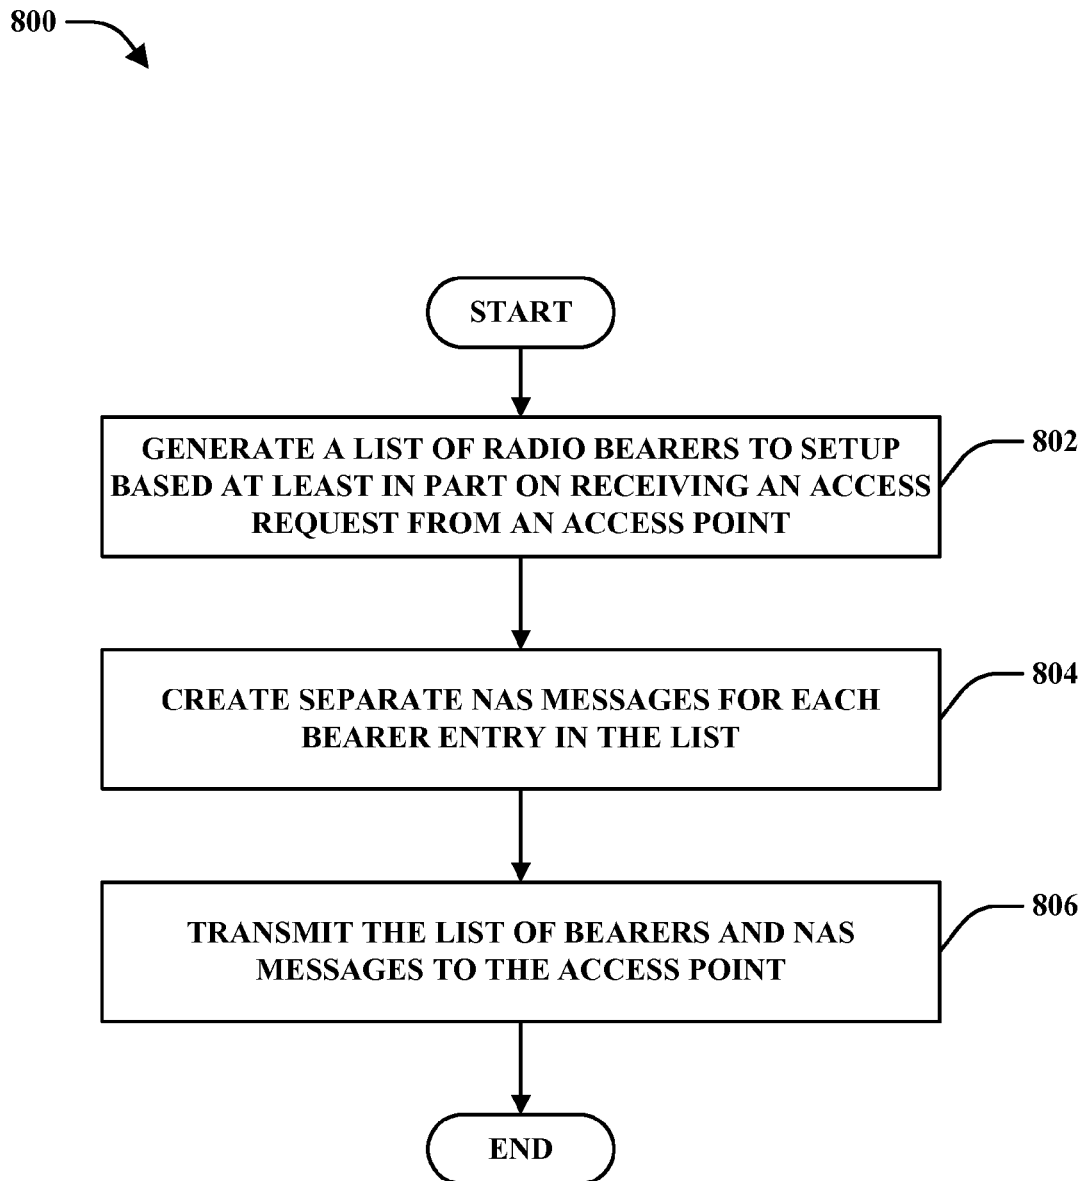 800
START
GENERATE A LIST OF RADIO BEARERS TO SETUP
BASED AT LEAST IN PART ON RECEIVING AN ACCESS
REQUEST FROM AN ACCESS POINT
802
CREATE SEPARATE NAS MESSAGES FOR EACH
BEARER ENTRY IN THE LIST
804
TRANSMIT THE LIST OF BEARERS AND NAS
MESSAGES TO THE ACCESS POINT
806
END